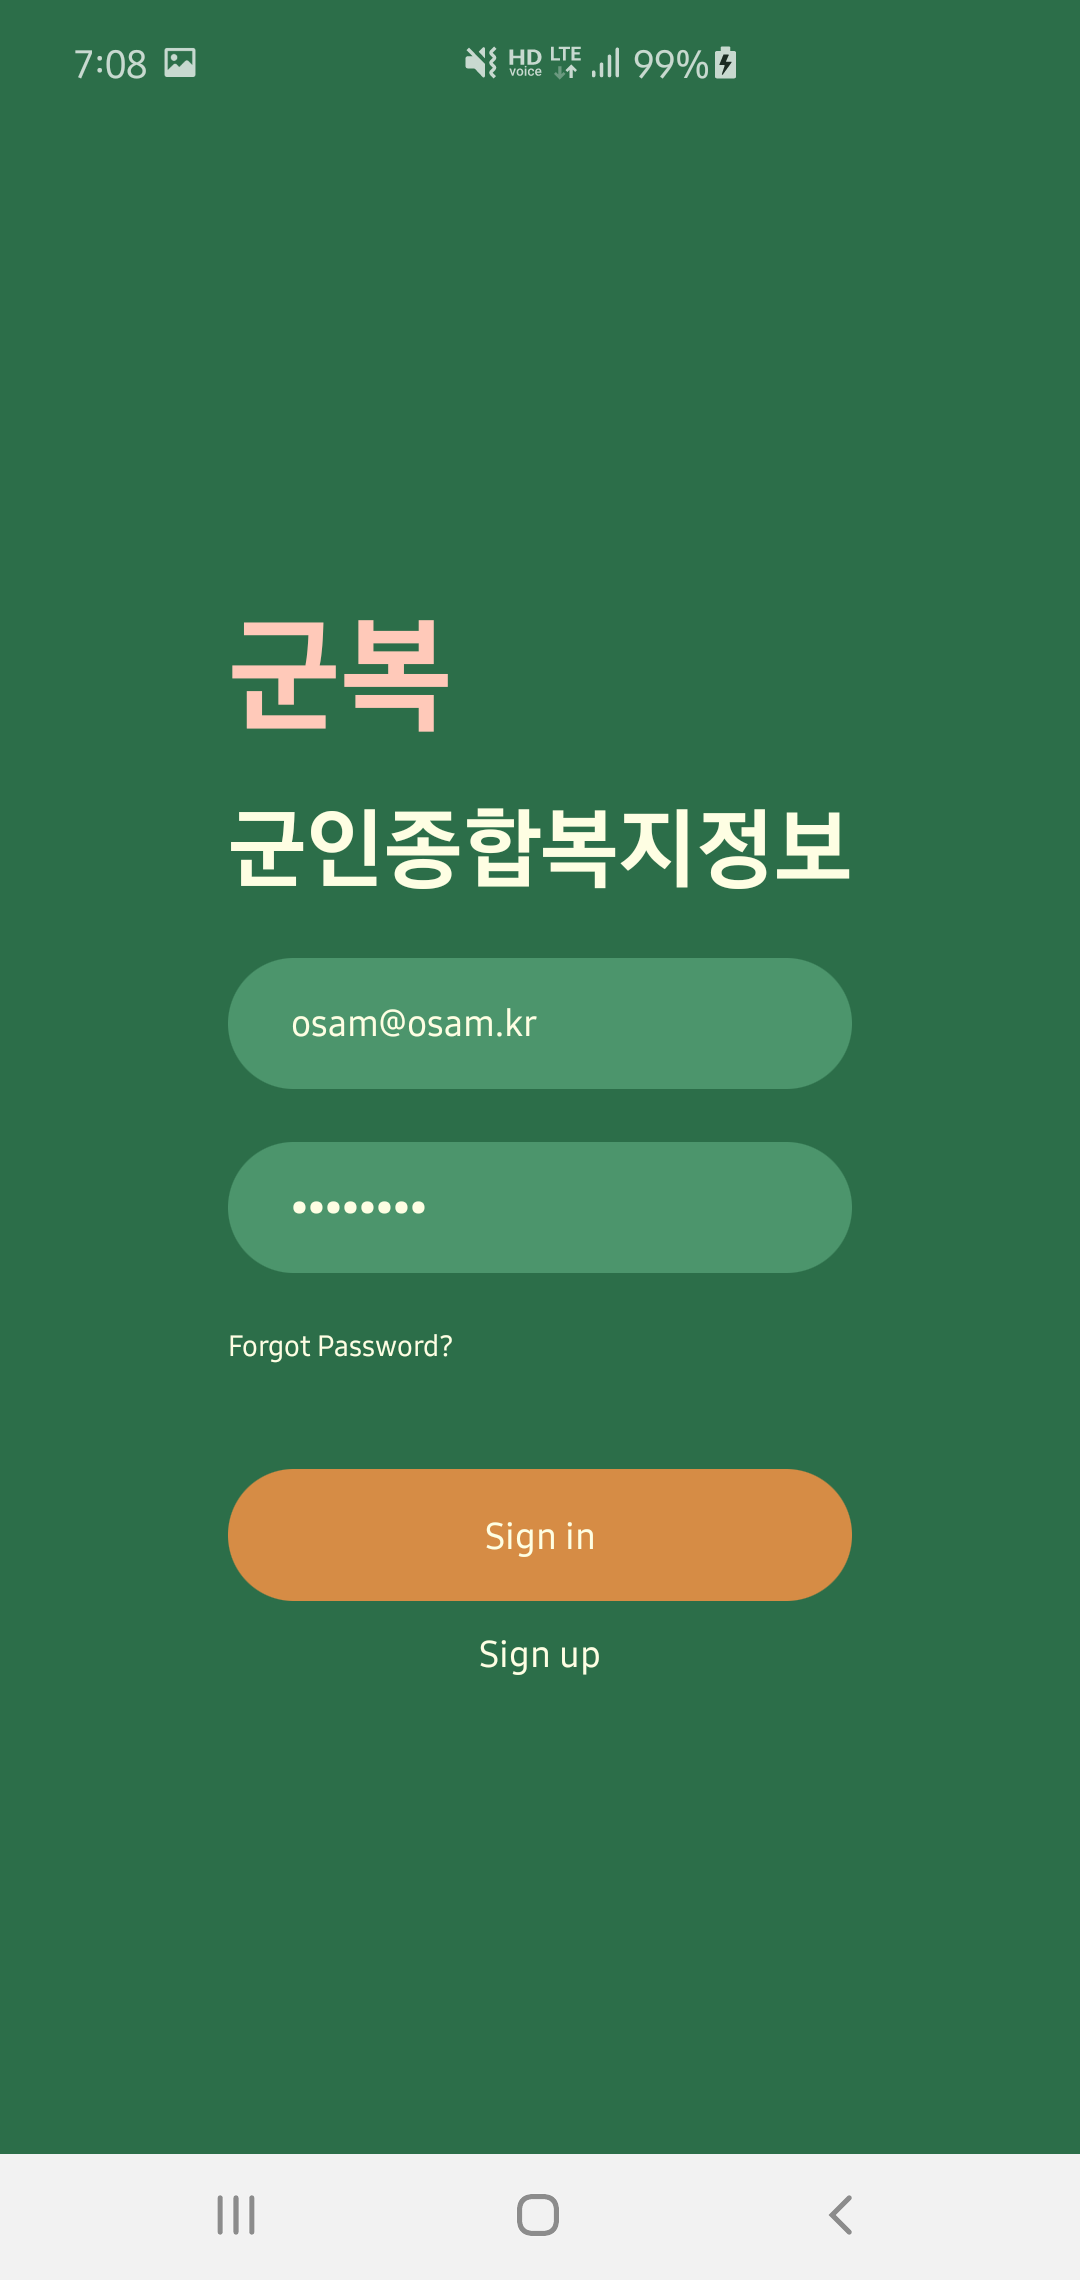 7:08 HD voice LTE 99%
군복
군인종합복지정보
osam@osam.kr
••••••••
Forgot Password?
Sign in
Sign up